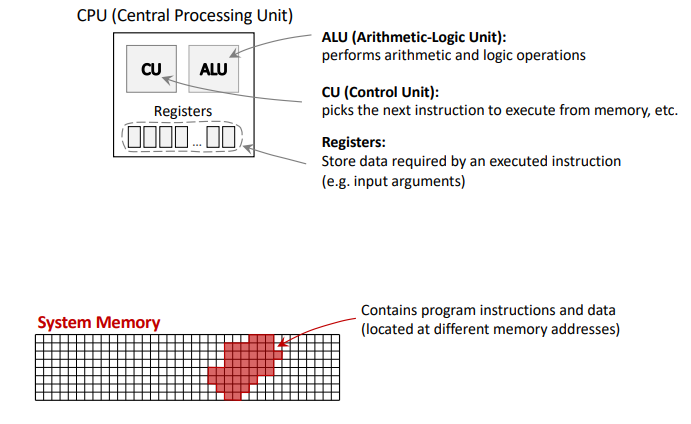 CPU (Central Processing Unit)
CU
ALU
Registers
...
ALU (Arithmetic-Logic Unit):
performs arithmetic and logic operations
CU (Control Unit):
picks the next instruction to execute from memory, etc.
Registers:
Store data required by an executed instruction
(e.g. input arguments)
System Memory
Contains program instructions and data
(located at different memory addresses)